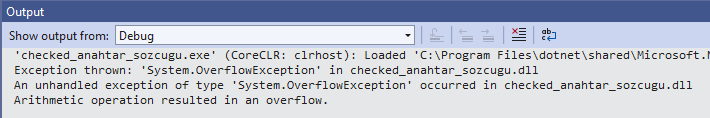 Output
Show output from: Debug
'checked_anahtar_sozcugu.exe' (CoreCLR: clrhost): Loaded 'C:\Program Files\dotnet\shared\Microsoft.N
Exception thrown: 'System.OverflowException' in checked_anahtar_sozcugu.dll
An unhandled exception of type 'System.OverflowException' occurred in checked_anahtar_sozcugu.dll
Arithmetic operation resulted in an overflow.